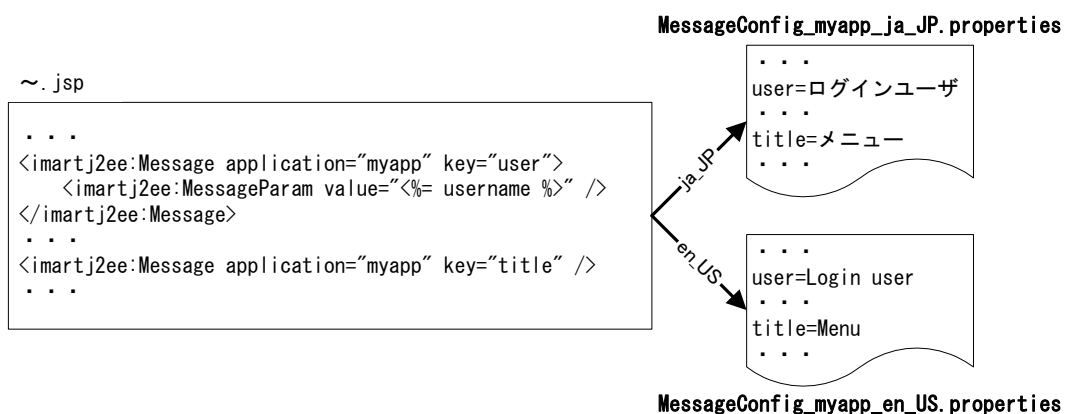 MessageConfig_myapp_ja_JP.properties
・・・
user=ログインユーザ
・・・
title=メニュー
・・・
～.jsp
・・・
<imartj2ee:Message application="myapp" key="user">
<imartj2ee:MessageParam value="<%= username %>" />
</imartj2ee:Message>
・・・
<imartj2ee:Message application="myapp" key="title" />
・・・
ja_JP
en_US
・・・
user=Login user
・・・
title=Menu
・・・
MessageConfig_myapp_en_US.properties